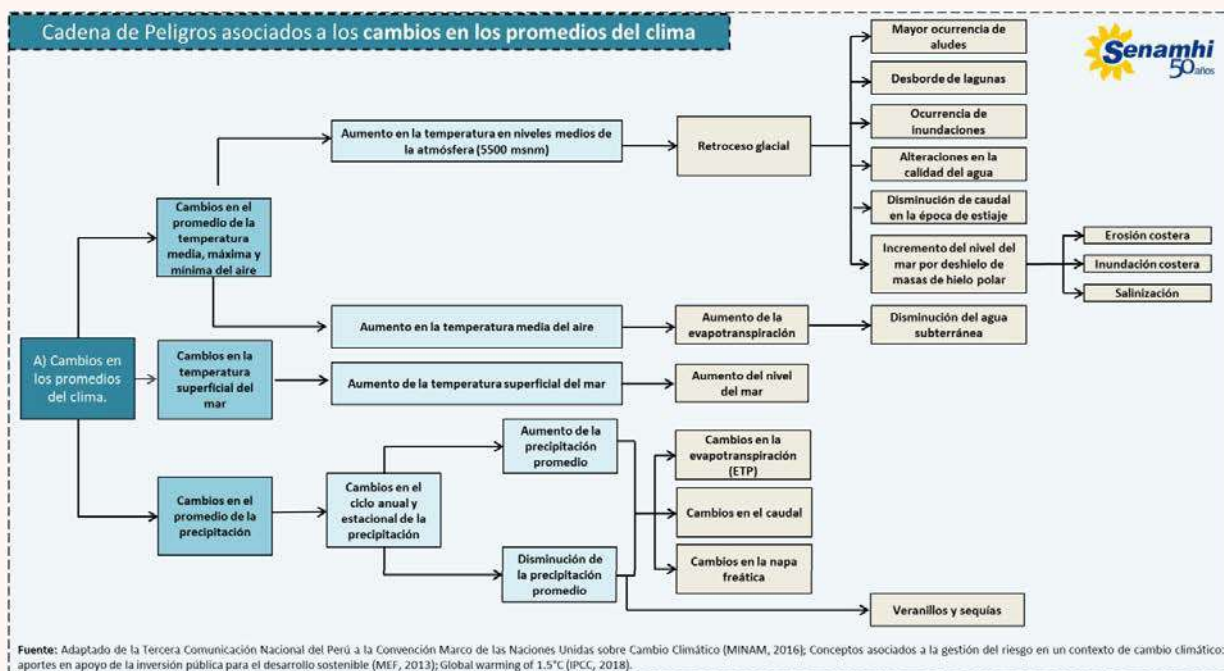 Cadena de Peligros asociados a los cambios en los promedios del clima
Senamhi
50 años
Mayor ocurrencia de
aludes
Desborde de lagunas
Ocurrencia de
inundaciones
Alteraciones en la
calidad del agua
Disminución de caudal
en la época de estiaje
Incremento del nivel del
mar por deshielo de
masas de hielo polar
Erosión costera
Inundación costera
Salinización
Aumento en la temperatura en niveles medios de
la atmósfera (5500 msnm)
Retroceso glacial
Cambios en el
promedio de la
temperatura
media, máxima y
mínima del aire
Aumento en la temperatura media del aire
Aumento de la
evapotranspiración
Disminución del agua
subterránea
A) Cambios en
los promedios
del clima.
Cambios en la
temperatura
superficial del
mar
Aumento de la temperatura superficial del mar
Aumento del nivel
del mar
Cambios en el
promedio de la
precipitación
Cambios en el
ciclo anual y
estacional de la
precipitación
Aumento de la
precipitación
promedio
Disminución de
la precipitación
promedio
Cambios en la
evapotranspiración
(ETP)
Cambios en el caudal
Cambios en la napa
freática
Veranillos y sequías
Fuente: Adaptado de la Tercera Comunicación Nacional del Perú a la Convención Marco de las Naciones Unidas sobre Cambio Climático (MINAM, 2016); Conceptos asociados a la gestión del riesgo en un contexto de cambio climático:
aportes en apoyo de la inversión pública para el desarrollo sostenible (MEF, 2013); Global warming of 1.5°C (IPCC, 2018).